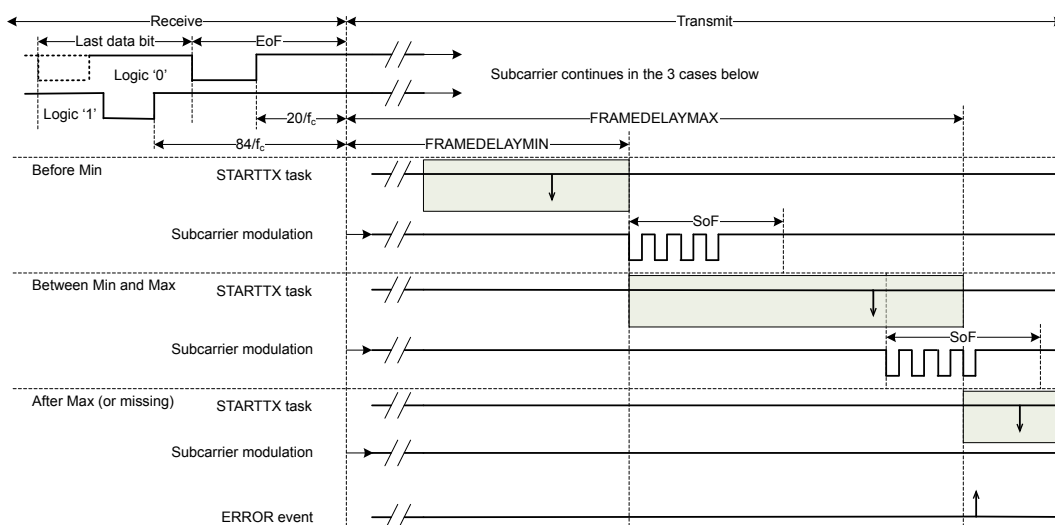 Receive
Transmit
Last data bit
EoF
Logic ‘0’
Subcarrier continues in the 3 cases below
Logic ‘1’
20/fc
FRAMEDELAYMAX
84/fc
FRAMEDELAYMIN
Before Min
STARTTX task
SoF
Subcarrier modulation
Between Min and Max
STARTTX task
SoF
Subcarrier modulation
After Max (or missing)
STARTTX task
Subcarrier modulation
ERROR event